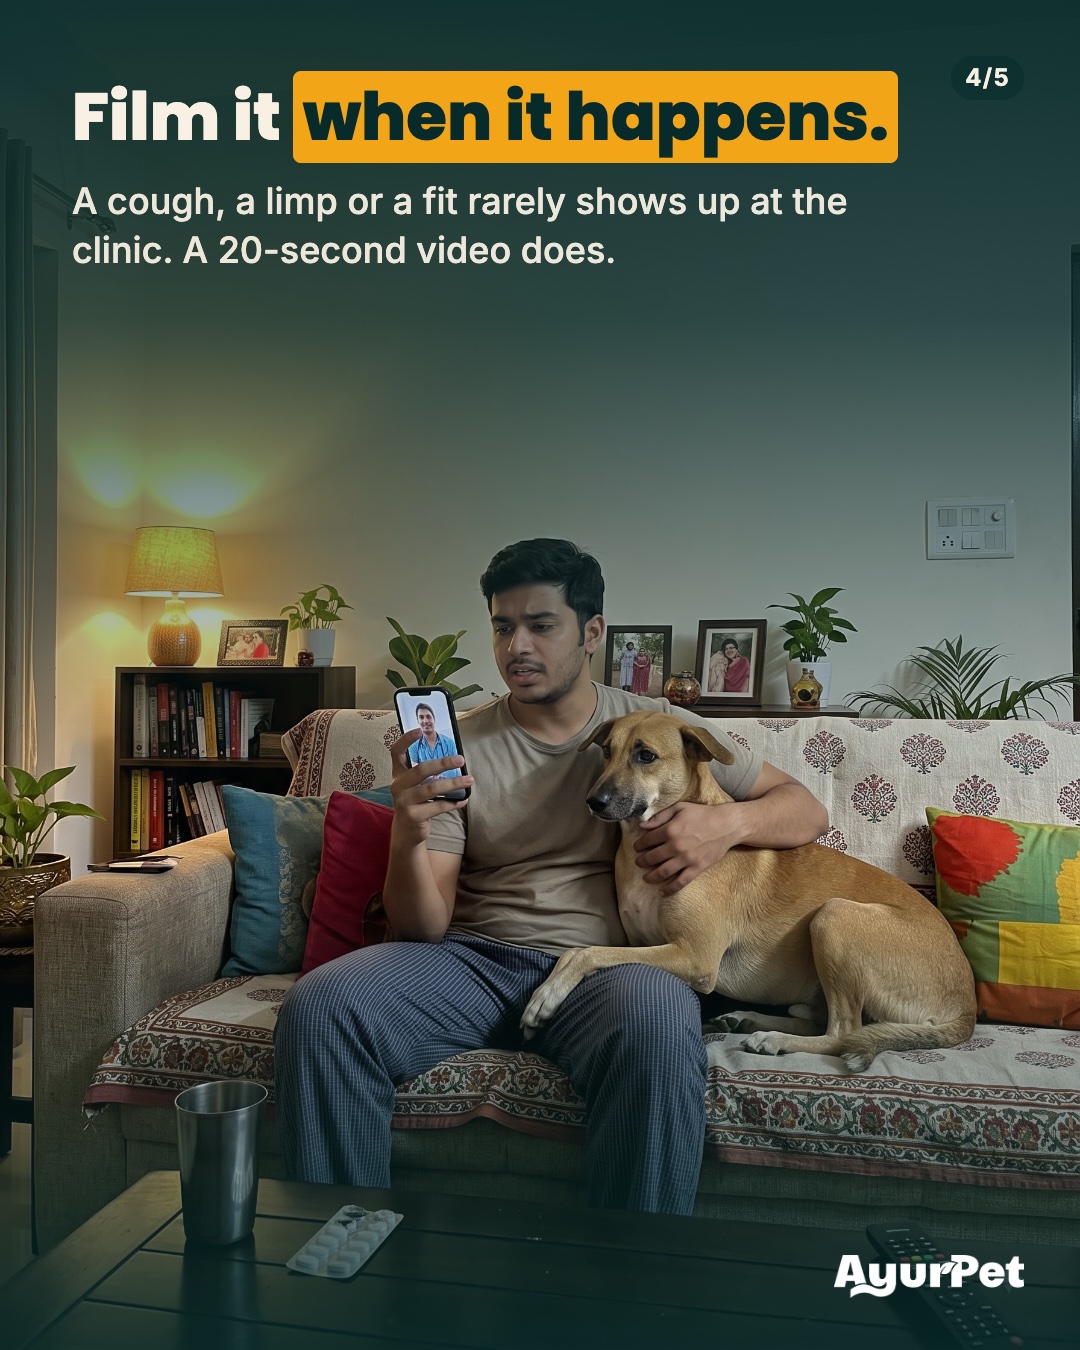 4/5
Film it when it happens.
A cough, a limp or a fit rarely shows up at the
clinic. A 20-second video does.
AyurPet